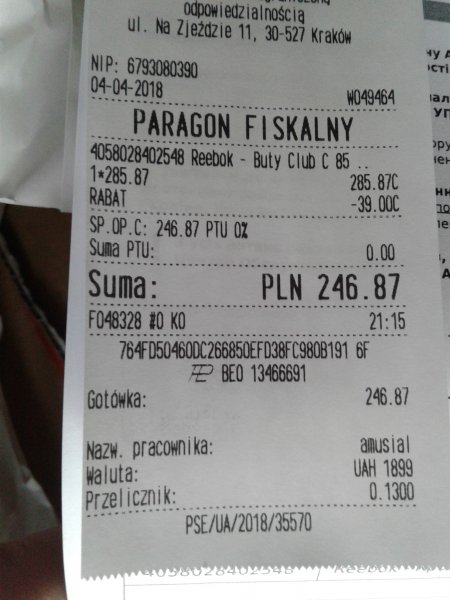 odpowiedzialnością
ul. Na Zjeździe 11, 30-527 Kraków
NIP: 6793080390
04-04-2018 W049464
PARAGON FISKALNY
4058028402548 Reebok - Buty Club C 85 ..
1*285.87 285.87C
RABAT -39.00C
SP.OP.C: 246.87 PTU 0%
Suma PTU: 0.00
Suma: PLN 246.87
F048328 #0 KO 21:15
764FD50460DC266850EFD38FC980B191 6F
BEO 13466691
Gotówka: 246.87
Nazw. pracownika: amusial
Waluta: UAH 1899
Przelicznik: 0.1300
PSE/UA/2018/35570